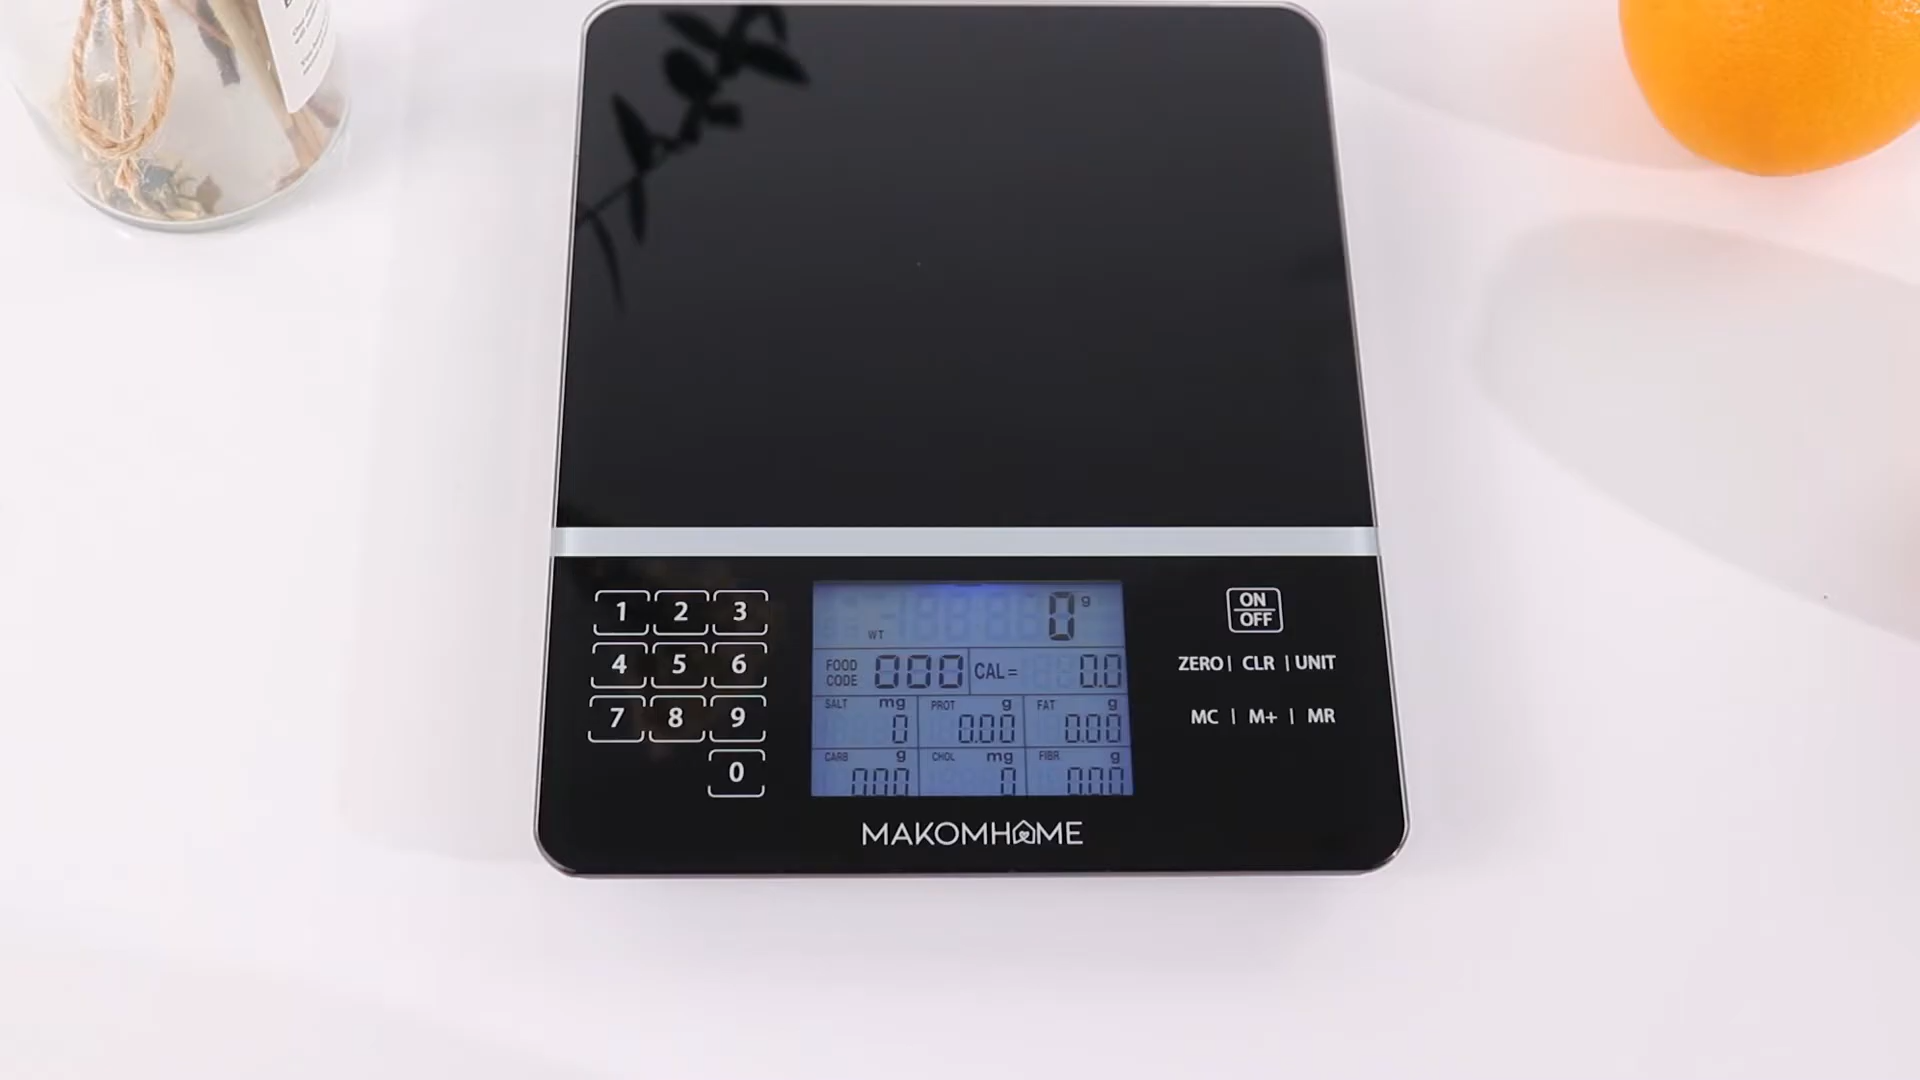 1 2 3
4 5 6
7 8 9
0
0 g
WT
FOOD CODE 000 CAL= 0.0
SALT mg 0 PROT g 0.00 FAT g 0.00
CARB g 0.00 CHOL mg 0 FIBR g 0.00
ON
OFF
ZERO | CLR | UNIT
MC | M+ | MR
MAKOMHOME